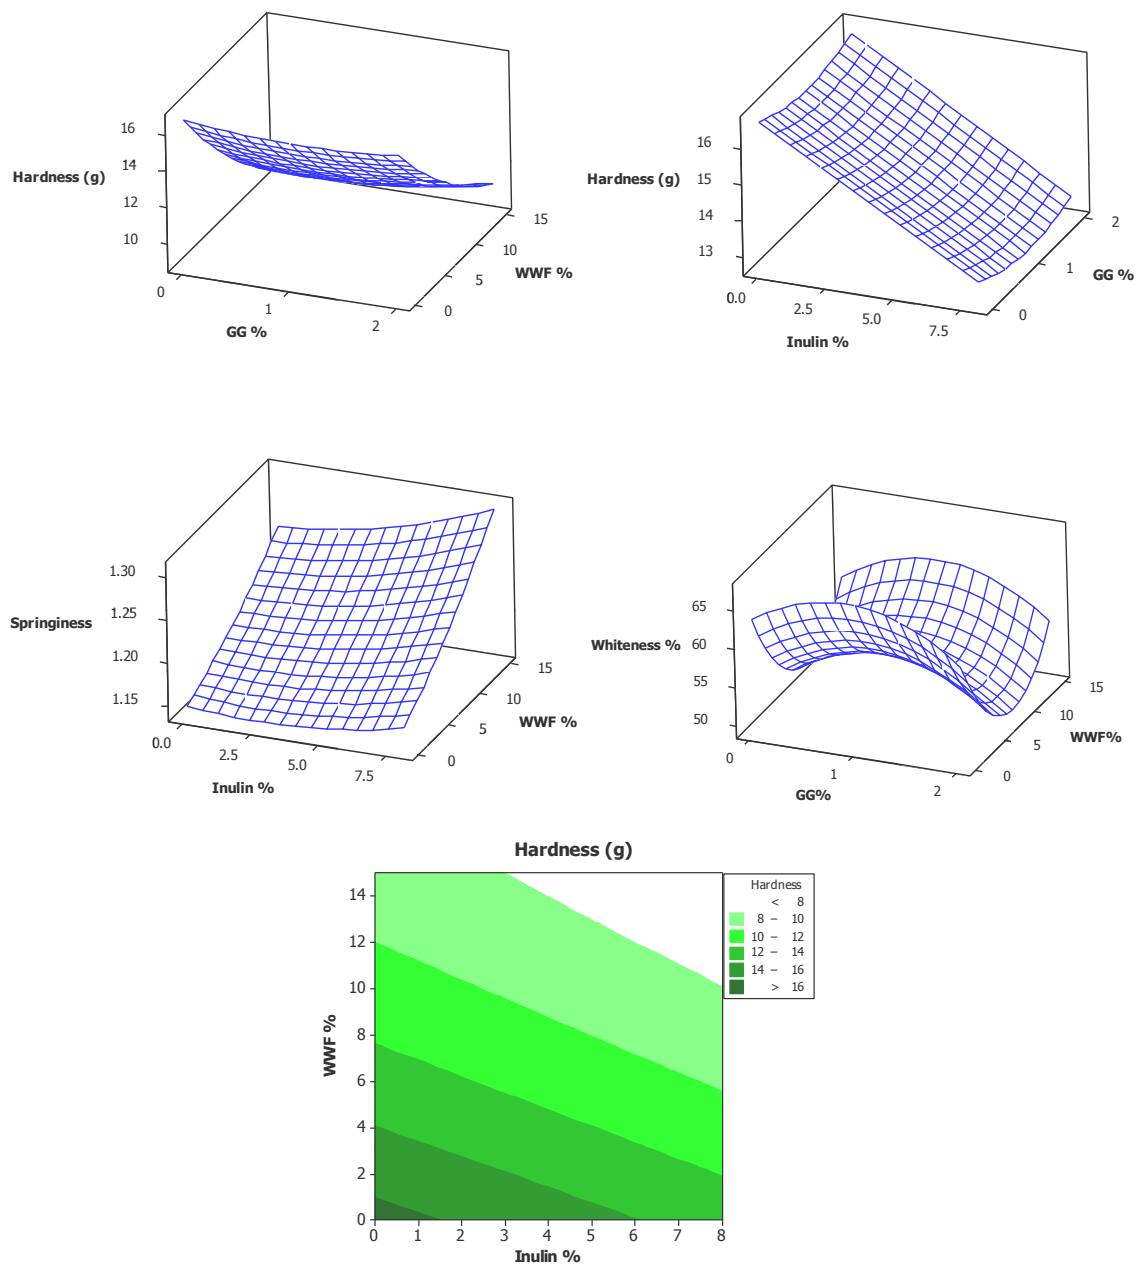 16
14
Hardness (g)
12
10
0
1
2
GG %
0
5
10
15
WWF %
16
15
Hardness (g)
14
13
0.0
2.5
5.0
7.5
Inulin %
0
1
2
GG %
1.30
1.25
Springiness
1.20
1.15
0.0
2.5
5.0
7.5
Inulin %
0
5
10
15
WWF %
65
Whiteness %
60
55
50
0
1
2
GG%
0
5
10
15
WWF%
Hardness (g)
14
12
10
8
6
4
2
0
WWF %
0 1 2 3 4 5 6 7 8
Inulin %
Hardness
< 8
8 – 10
10 – 12
12 – 14
14 – 16
> 16